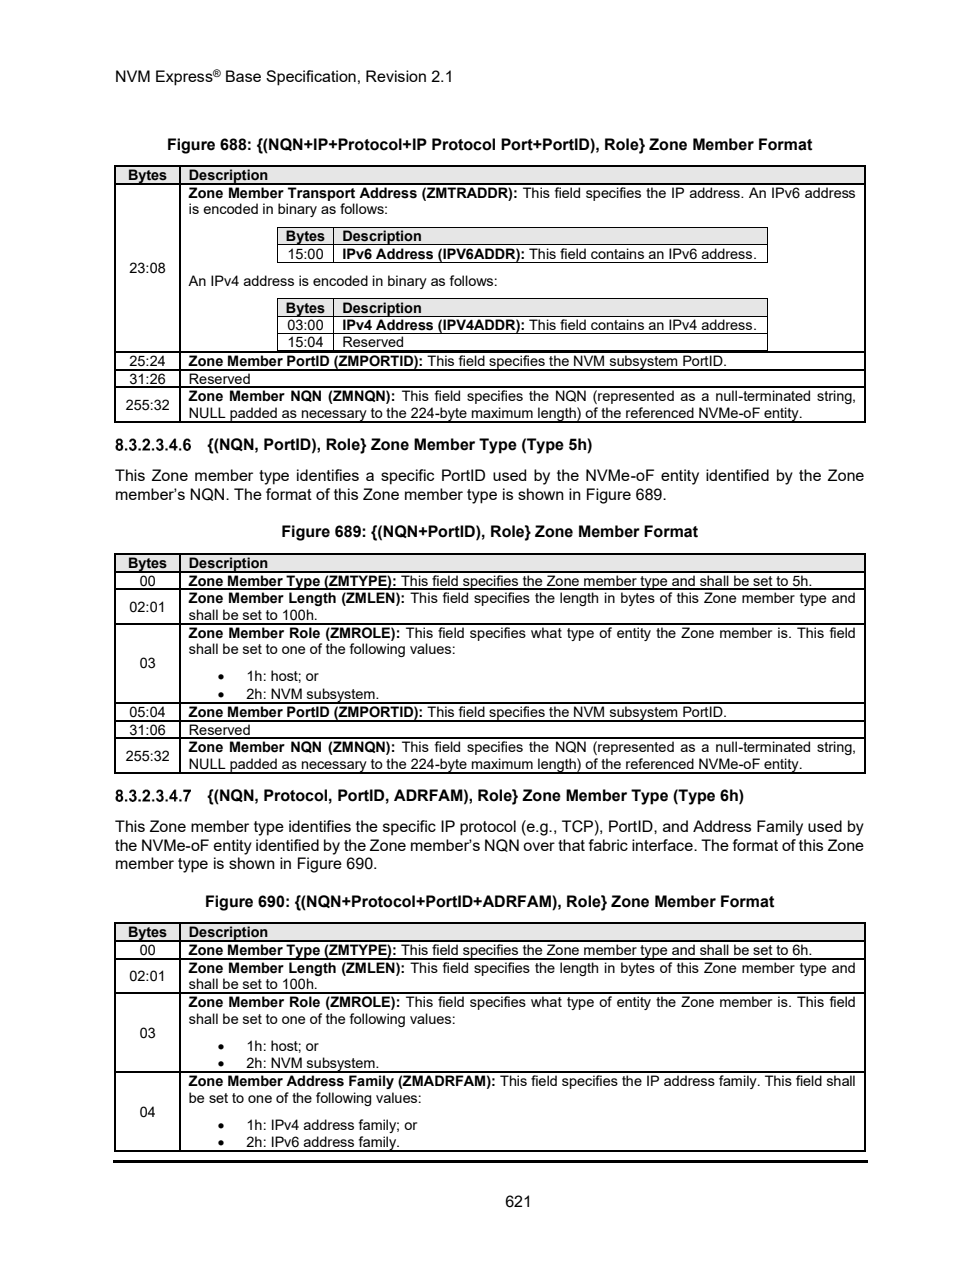 NVM Express® Base Specification, Revision 2.1
Figure 688: {(NQN+IP+Protocol+IP Protocol Port+PortID), Role} Zone Member Format
Bytes Description
23:08 Zone Member Transport Address (ZMTRADDR): This field specifies the IP address. An IPv6 address
is encoded in binary as follows:
Bytes Description
15:00 IPv6 Address (IPV6ADDR): This field contains an IPv6 address.
An IPv4 address is encoded in binary as follows:
Bytes Description
03:00 IPv4 Address (IPV4ADDR): This field contains an IPv4 address.
15:04 Reserved
25:24 Zone Member PortID (ZMPORTID): This field specifies the NVM subsystem PortID.
31:26 Reserved
255:32 Zone Member NQN (ZMNQN): This field specifies the NQN (represented as a null-terminated string,
NULL padded as necessary to the 224-byte maximum length) of the referenced NVMe-oF entity.
8.3.2.3.4.6 {(NQN, PortID), Role} Zone Member Type (Type 5h)
This Zone member type identifies a specific PortID used by the NVMe-oF entity identified by the Zone
member's NQN. The format of this Zone member type is shown in Figure 689.
Figure 689: {(NQN+PortID), Role} Zone Member Format
Bytes Description
00 Zone Member Type (ZMTYPE): This field specifies the Zone member type and shall be set to 5h.
02:01 Zone Member Length (ZMLEN): This field specifies the length in bytes of this Zone member type and
shall be set to 100h.
03 Zone Member Role (ZMROLE): This field specifies what type of entity the Zone member is. This field
shall be set to one of the following values:
• 1h: host; or
• 2h: NVM subsystem.
05:04 Zone Member PortID (ZMPORTID): This field specifies the NVM subsystem PortID.
31:06 Reserved
255:32 Zone Member NQN (ZMNQN): This field specifies the NQN (represented as a null-terminated string,
NULL padded as necessary to the 224-byte maximum length) of the referenced NVMe-oF entity.
8.3.2.3.4.7 {(NQN, Protocol, PortID, ADRFAM), Role} Zone Member Type (Type 6h)
This Zone member type identifies the specific IP protocol (e.g., TCP), PortID, and Address Family used by
the NVMe-oF entity identified by the Zone member's NQN over that fabric interface. The format of this Zone
member type is shown in Figure 690.
Figure 690: {(NQN+Protocol+PortID+ADRFAM), Role} Zone Member Format
Bytes Description
00 Zone Member Type (ZMTYPE): This field specifies the Zone member type and shall be set to 6h.
02:01 Zone Member Length (ZMLEN): This field specifies the length in bytes of this Zone member type and
shall be set to 100h.
03 Zone Member Role (ZMROLE): This field specifies what type of entity the Zone member is. This field
shall be set to one of the following values:
• 1h: host; or
• 2h: NVM subsystem.
04 Zone Member Address Family (ZMADRFAM): This field specifies the IP address family. This field shall
be set to one of the following values:
• 1h: IPv4 address family; or
• 2h: IPv6 address family.
621